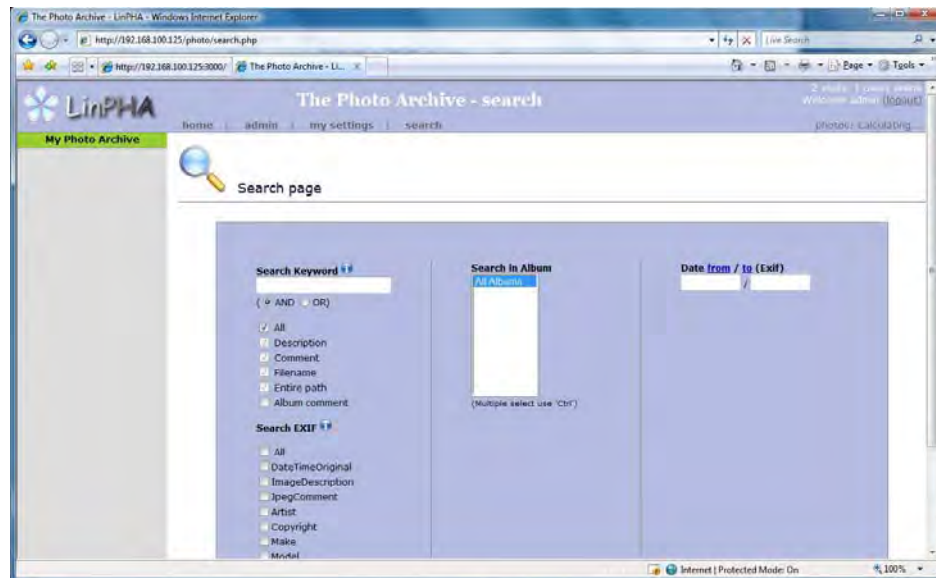 The Photo Archive - LinPHA - Windows Internet Explorer
http://192.168.100.125/photo/search.php
Live Search
http://192.168.100.125:3000/
The Photo Archive - Li...
Page
Tools
LinPHA
The Photo Archive - search
Welcome admin (logout)
home | admin | my settings | search
photos: Calculating...
My Photo Archive
Search page
Search Keyword
( AND OR)
All
Description
Comment
Filename
Entire path
Album comment
Search EXIF
All
DateTimeOriginal
ImageDescription
JpegComment
Artist
Copyright
Make
Model
Search in Album
All Albums
(Multiple select use 'Ctrl')
Date from / to (Exif)
/
Internet | Protected Mode: On
100%